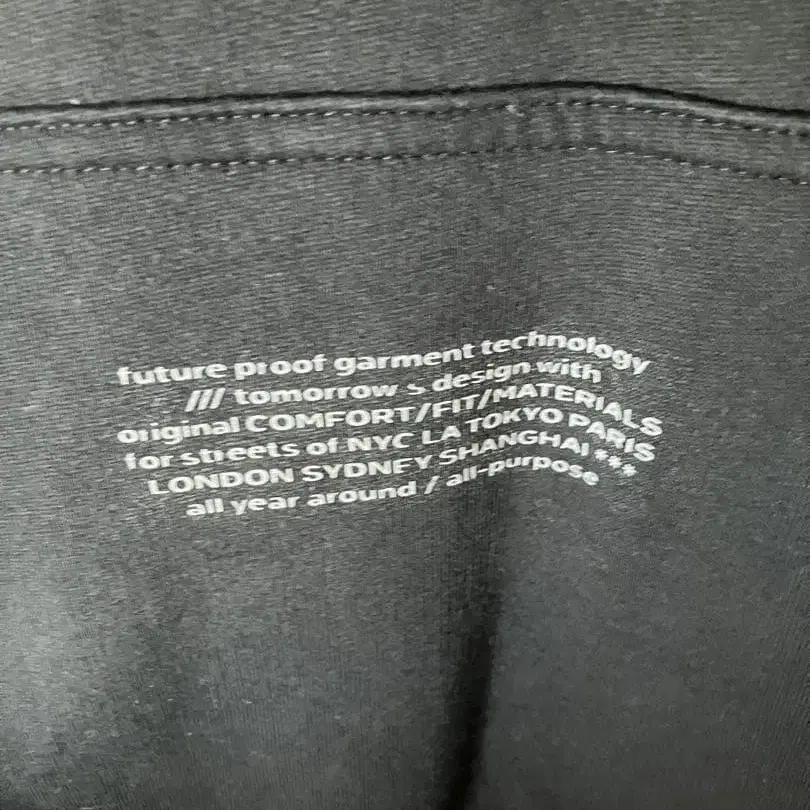 future proof garment technology
/// tomorrow s design with
original COMFORT/FIT/MATERIALS
for streets of NYC LA TOKYO PARIS
LONDON SYDNEY SHANGHAI ***
all year around / all-purpose